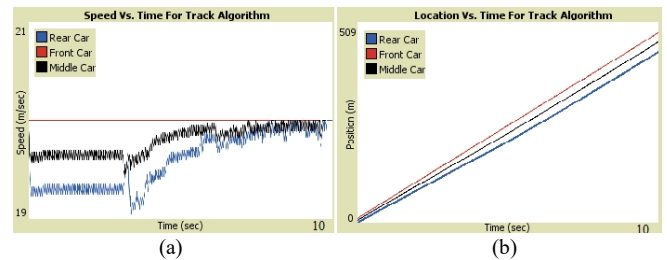 Speed Vs. Time For Track Algorithm
21
Rear Car
Front Car
Middle Car
Speed (m/sec)
19
Time (sec)
10
(a)
Location Vs. Time For Track Algorithm
509
Rear Car
Front Car
Middle Car
Position (m)
0
Time (sec)
10
(b)